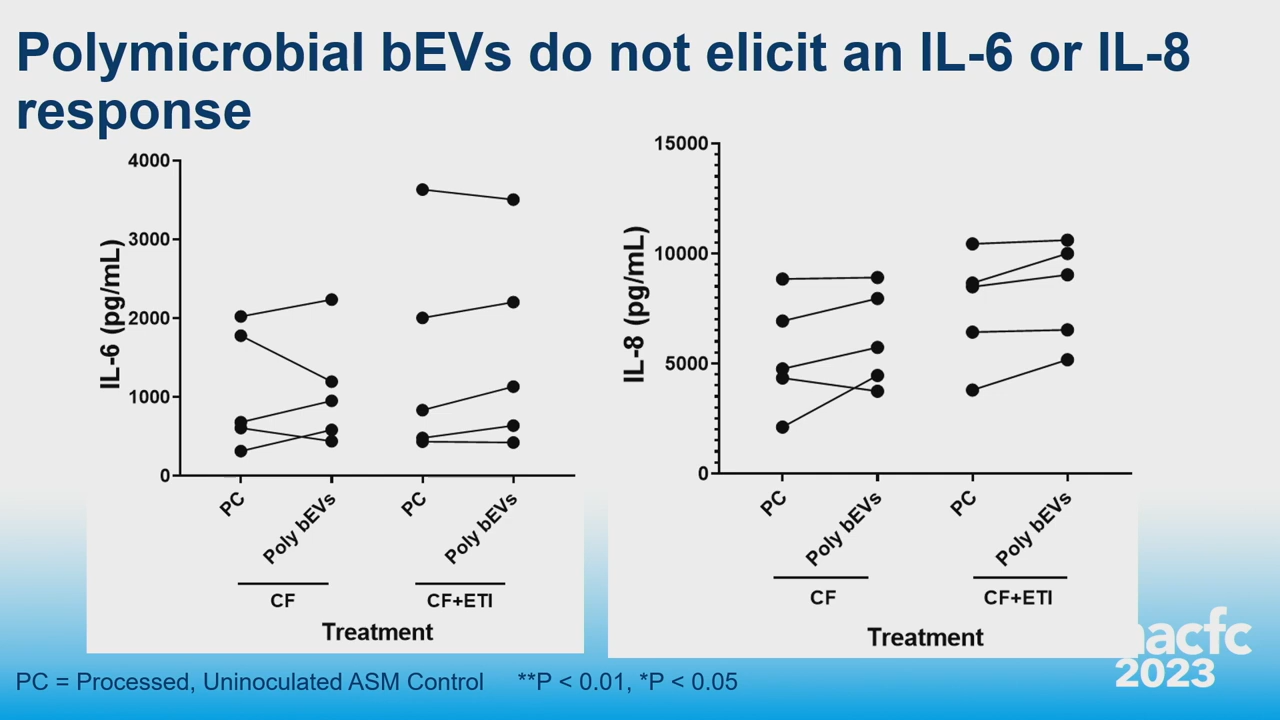 Polymicrobial bEVs do not elicit an IL-6 or IL-8
response
4000
3000
2000
1000
0
IL-6 (pg/mL)
PC
Poly bEVs
PC
Poly bEVs
CF
CF+ETI
Treatment
15000
10000
5000
0
IL-8 (pg/mL)
PC
Poly bEVs
PC
Poly bEVs
CF
CF+ETI
Treatment
PC = Processed, Uninoculated ASM Control **P < 0.01, *P < 0.05
nacfc
2023